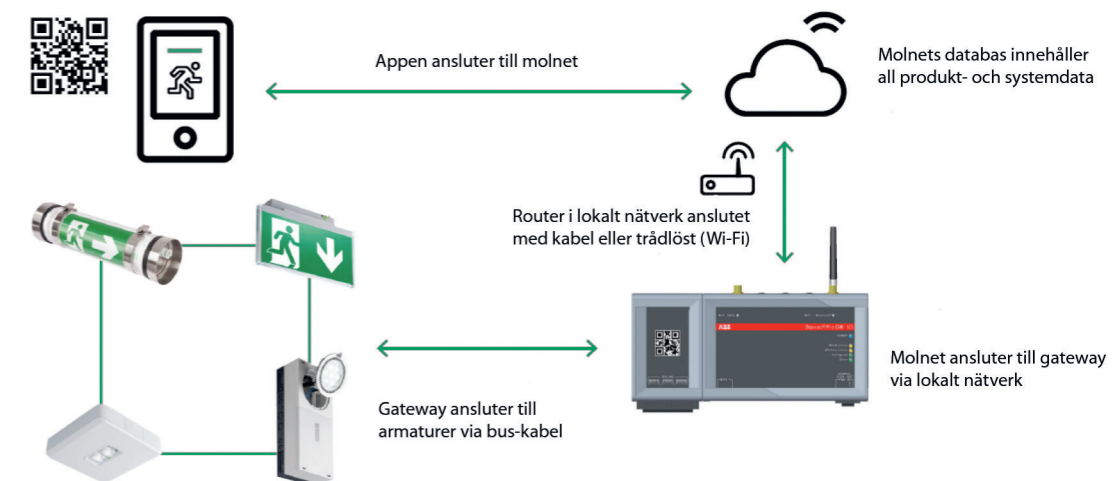 Appen ansluter till molnet
Molnets databas innehåller
all produkt- och systemdata
Router i lokalt nätverk anslutet
med kabel eller trådlöst (Wi-Fi)
ABB
Molnet ansluter till gateway
via lokalt nätverk
Gateway ansluter till
armaturer via bus-kabel